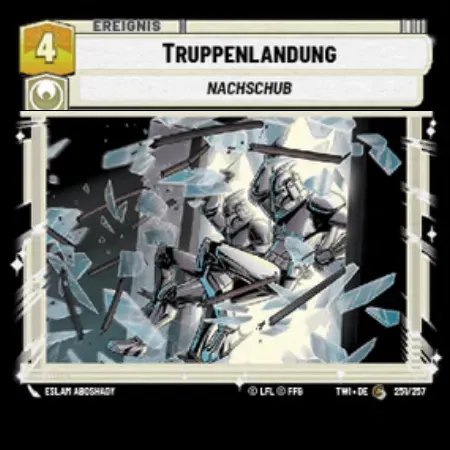 EREIGNIS
4
TRUPPENLANDUNG
NACHSCHUB
ESLAM ABOSHADY
© LFL © FFG
TWI • DE
251/257